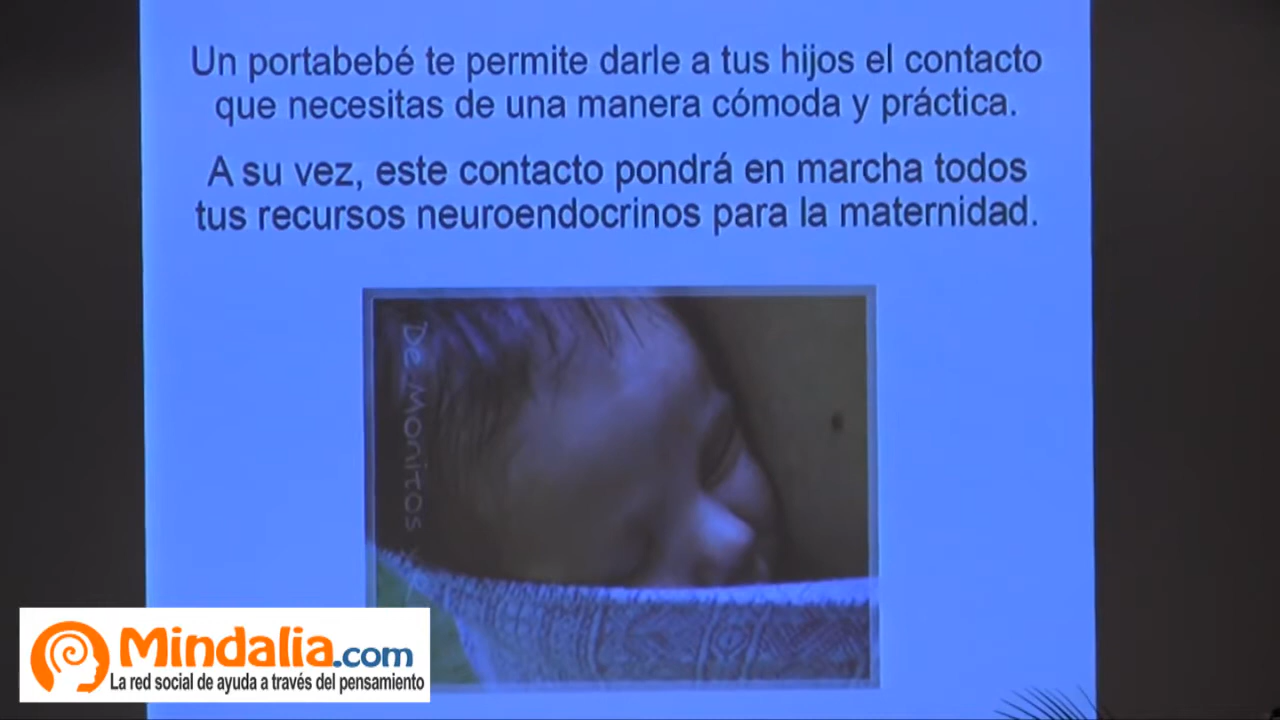 Un portabebé te permite darle a tus hijos el contacto
que necesitas de una manera cómoda y práctica.
A su vez, este contacto pondrá en marcha todos
tus recursos neuroendocrinos para la maternidad.
De Monitos y
Mindalia.com
La red social de ayuda a través del pensamiento